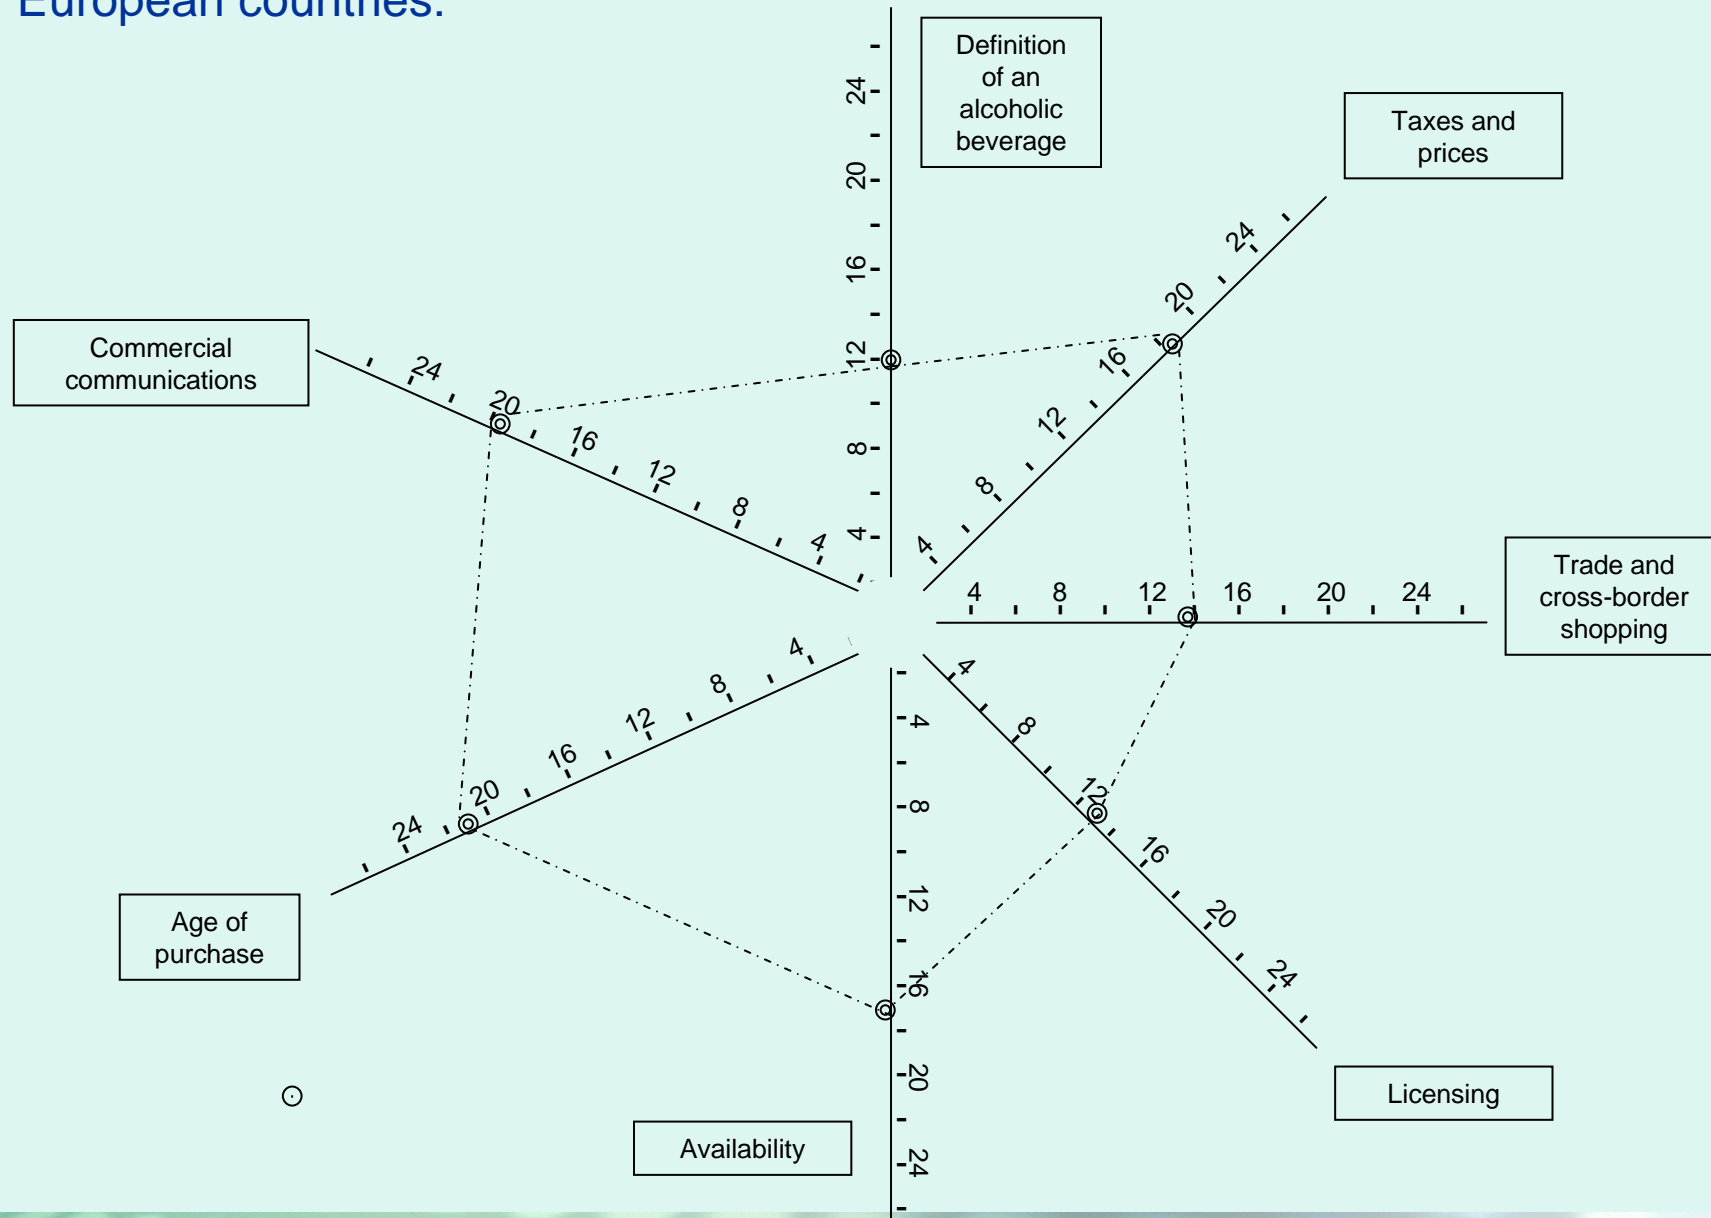 European countries.
Definition
of an
alcoholic
beverage
24
20
16
12
8
4
Taxes and
prices
24
20
16
12
8
4
Commercial
communications
24
20
16
12
8
4
Trade and
cross-border
shopping
4
8
12
16
20
24
4
8
12
16
20
24
Age of
purchase
4
8
12
16
20
24
Licensing
4
8
12
16
20
24
Availability